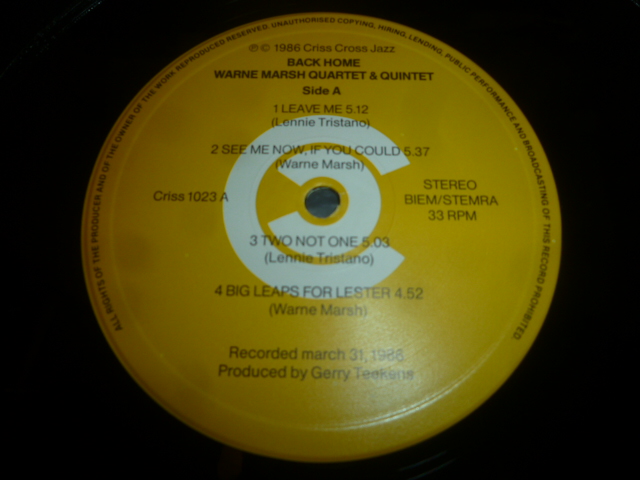 ALL RIGHTS OF THE PRODUCER AND OF THE OWNER OF THE WORK REPRODUCED RESERVED. UNAUTHORISED COPYING, HIRING, LENDING, PUBLIC PERFORMANCE AND BROADCASTING OF THIS RECORD PROHIBITED
℗ © 1986 Criss Cross Jazz
BACK HOME
WARNE MARSH QUARTET & QUINTET
Side A
1 LEAVE ME 5.12
(Lennie Tristano)
2 SEE ME NOW, IF YOU COULD 5.37
(Warne Marsh)
Criss 1023 A
STEREO
BIEM/STEMRA
33 RPM
3 TWO NOT ONE 5.03
(Lennie Tristano)
4 BIG LEAPS FOR LESTER 4.52
(Warne Marsh)
Recorded march 31, 1986
Produced by Gerry Teekens